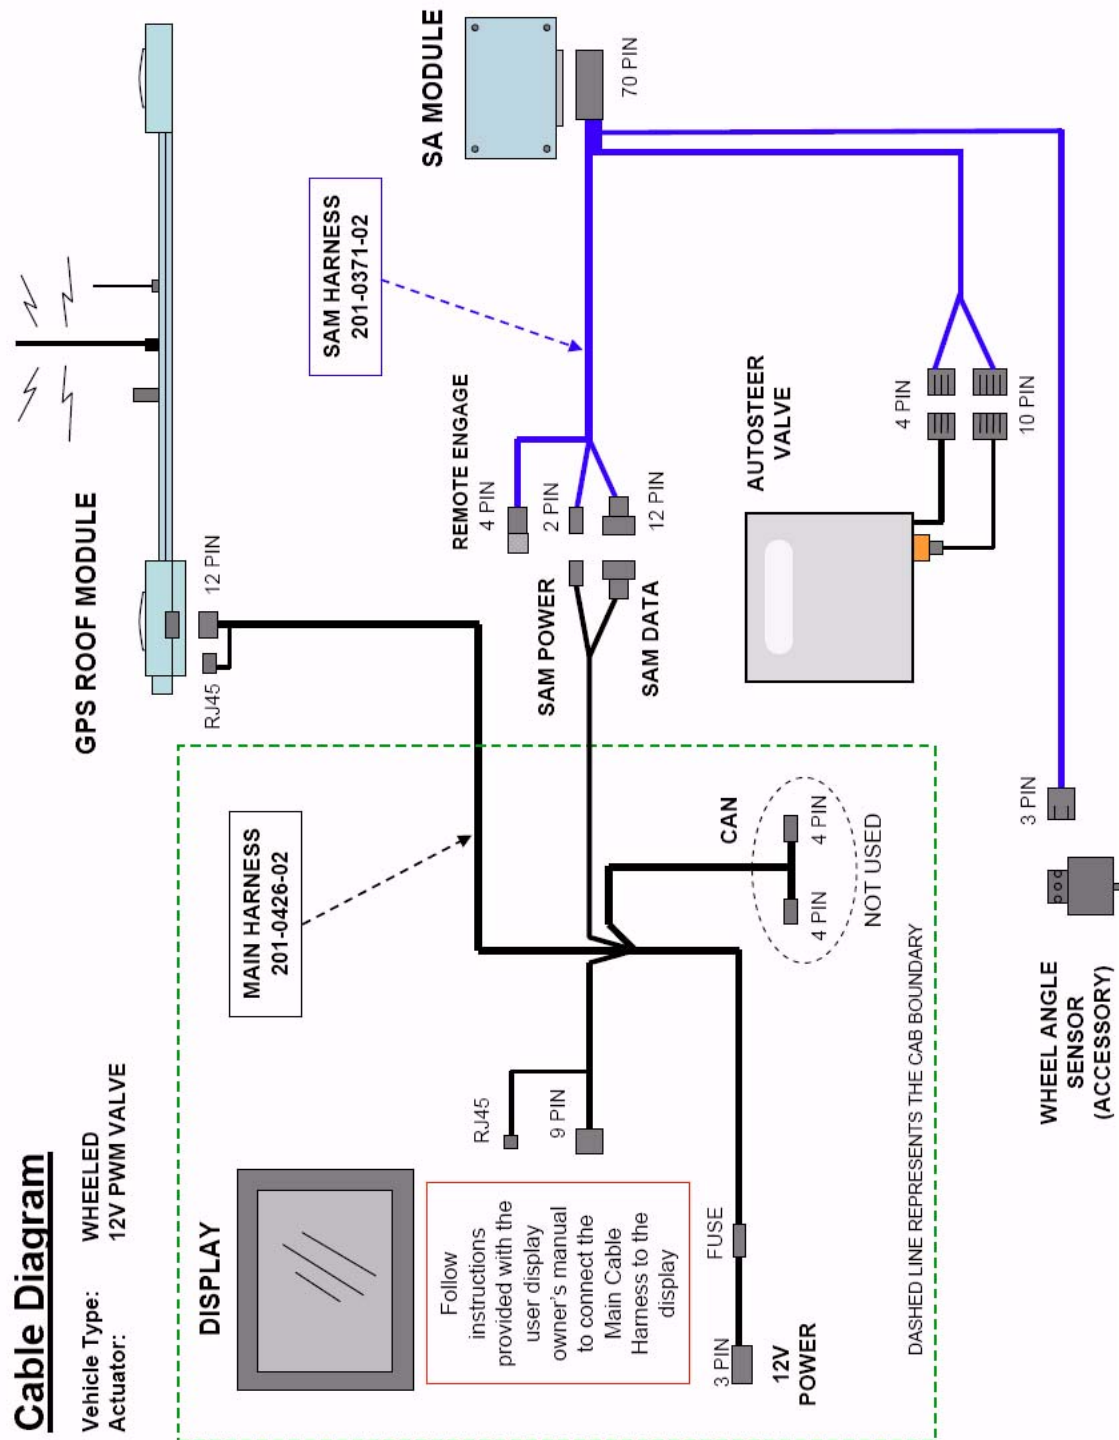 Cable Diagram
Vehicle Type: WHEELED
Actuator: 12V PWM VALVE
GPS ROOF MODULE
RJ45
12 PIN
MAIN HARNESS
201-0426-02
SAM HARNESS
201-0371-02
SA MODULE
70 PIN
DISPLAY
Follow
instructions
provided with the
user display
owner's manual
to connect the
Main Cable
Harness to the
display
RJ45
9 PIN
REMOTE ENGAGE
4 PIN
2 PIN
12 PIN
SAM POWER
SAM DATA
3 PIN
12V
POWER
FUSE
CAN
4 PIN
4 PIN
NOT USED
AUTOSTEER
VALVE
4 PIN
10 PIN
DASHED LINE REPRESENTS THE CAB BOUNDARY
3 PIN
WHEEL ANGLE
SENSOR
(ACCESSORY)